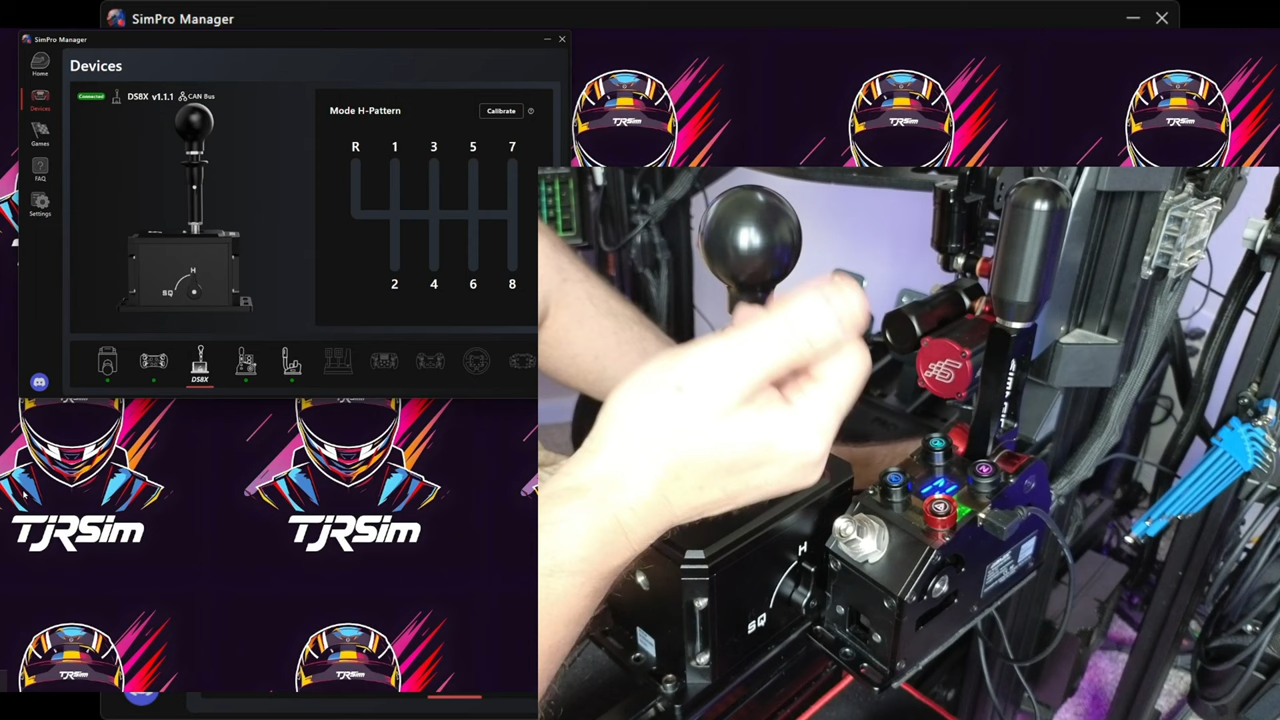 SimPro Manager
SimPro Manager
Home
Devices
Games
FAQ
Settings
Devices
Connected
DS8X v1.1.1
CAN Bus
Mode H-Pattern
Calibrate
R 1 3 5 7
2 4 6 8
H
SQ
DS8X
TJRSim
TJRSim
TJRSim
TJRSim
TJRSim
TJRSim
TJRSim
H
SQ